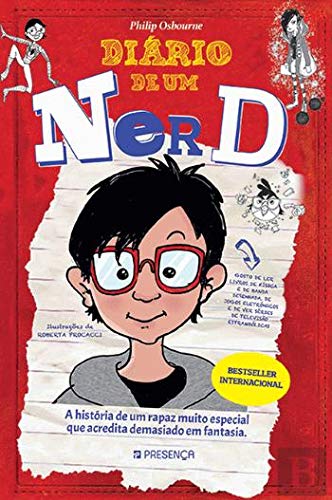 Philip Osbourne
DIÁRIO
DE UM
NerD
GOSTO DE LER
LIVROS DE MAGIA
E DE BANDA
DESENHADA, DE
JOGOS ELETRÓNICOS
E DE VER SÉRIES
DE TELEVISÃO
ESTRAMBÓLICAS
Ilustrações de
ROBERTA PROCACCI
BESTSELLER
INTERNACIONAL
A história de um rapaz muito especial
que acredita demasiado em fantasia.
PRESENÇA
B